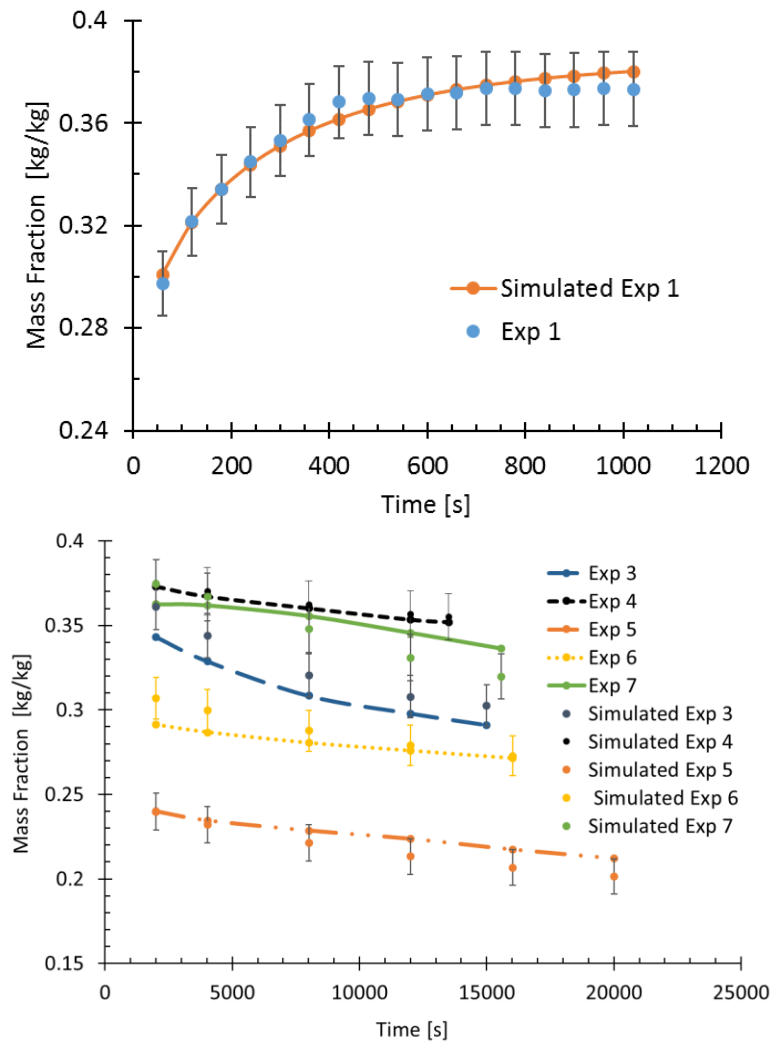 0.4
0.36
0.32
0.28
0.24
Mass Fraction [kg/kg]
Simulated Exp 1
Exp 1
0 200 400 600 800 1000 1200
Time [s]
0.4
0.35
0.3
0.25
0.2
0.15
Mass Fraction [kg/kg]
Exp 3
Exp 4
Exp 5
Exp 6
Exp 7
Simulated Exp 3
Simulated Exp 4
Simulated Exp 5
Simulated Exp 6
Simulated Exp 7
0 5000 10000 15000 20000 25000
Time [s]